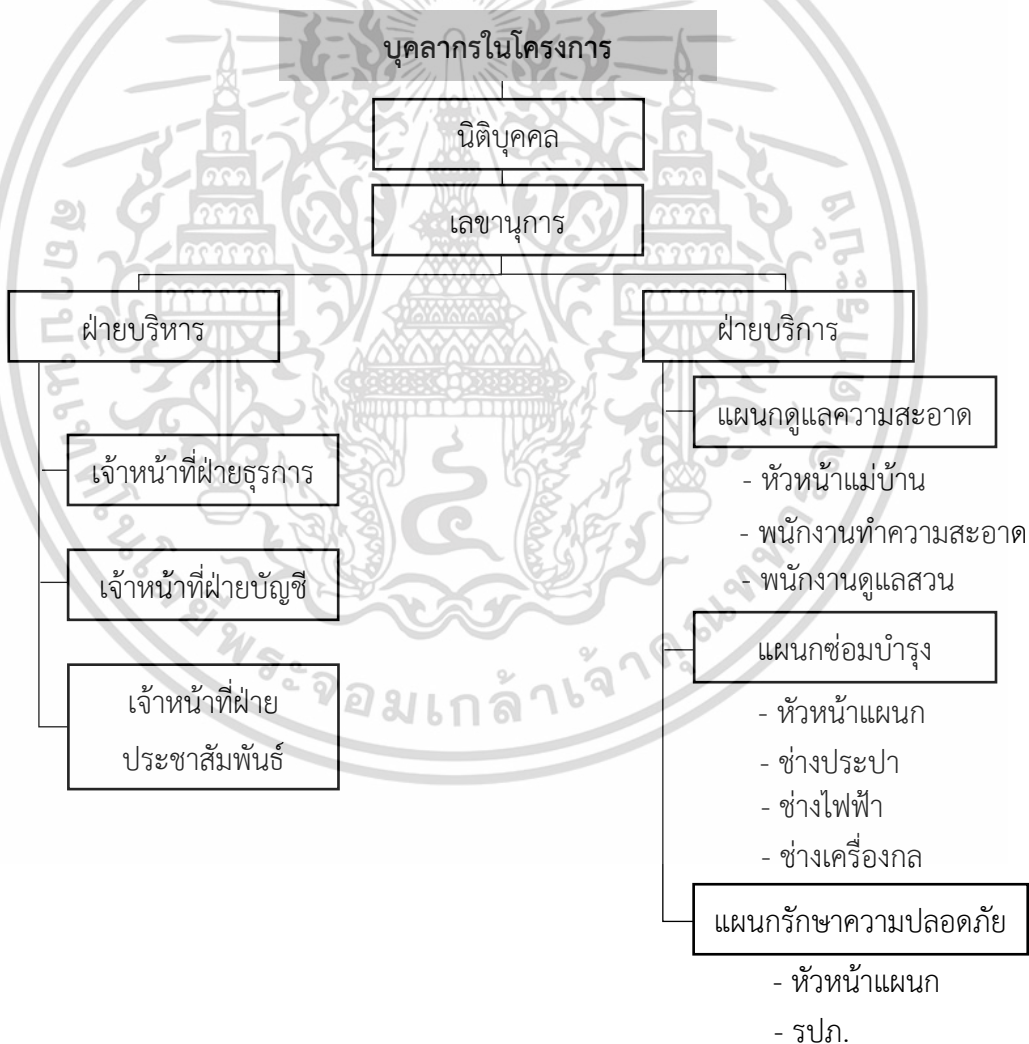 บุคลากรในโครงการ
นิติบุคคล
เลขานุการ
ฝ่ายบริหาร
เจ้าหน้าที่ฝ่ายธุรการ
เจ้าหน้าที่ฝ่ายบัญชี
เจ้าหน้าที่ฝ่าย
ประชาสัมพันธ์
ฝ่ายบริการ
แผนกดูแลความสะอาด
- หัวหน้าแม่บ้าน
- พนักงานทำความสะอาด
- พนักงานดูแลสวน
แผนกซ่อมบำรุง
- หัวหน้าแผนก
- ช่างประปา
- ช่างไฟฟ้า
- ช่างเครื่องกล
แผนกรักษาความปลอดภัย
- หัวหน้าแผนก
- รปภ.